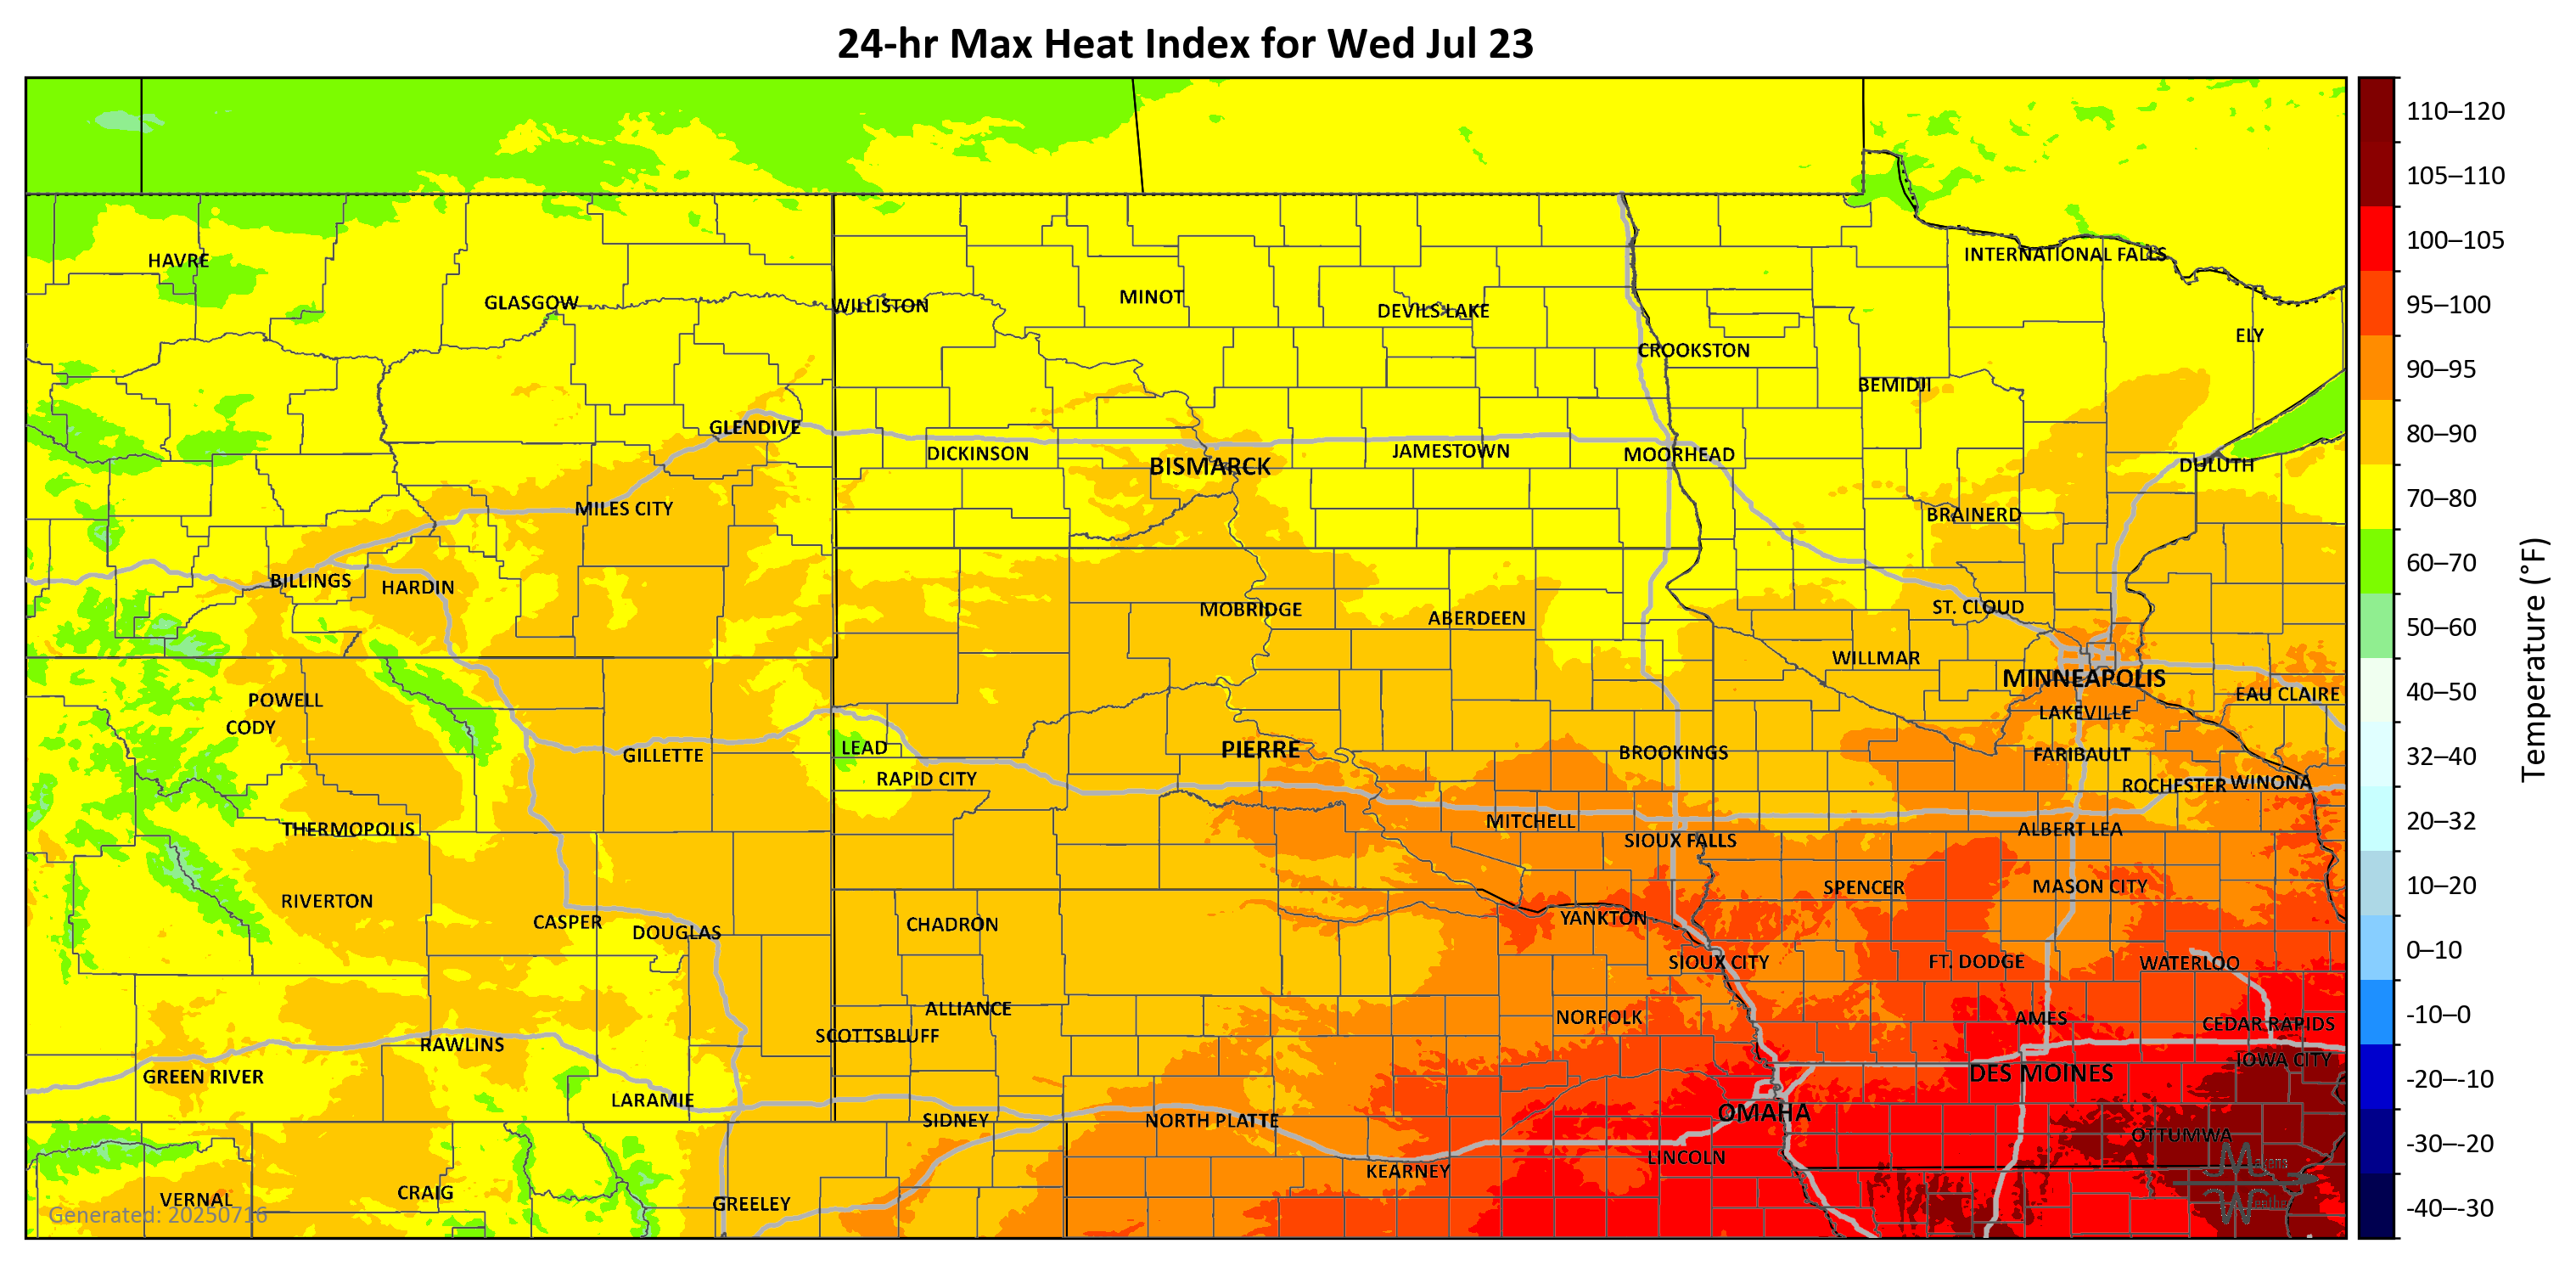 24-hr Max Heat Index for Wed Jul 23
110–120
105–110
HAVRE
INTERNATIONAL FALLS
100–105
GLASGOW
WILLISTON
MINOT
DEVILS LAKE
95–100
ELY
CROOKSTON
BEMIDJI
90–95
GLENDIVE
DICKINSON
BISMARCK
JAMESTOWN
MOORHEAD
DULUTH
80–90
MILES CITY
BRAINERD
70–80
BILLINGS
HARDIN
60–70
MOBRIDGE
ABERDEEN
ST. CLOUD
50–60
WILLMAR
MINNEAPOLIS
EAU CLAIRE
40–50
POWELL
CODY
LAKEVILLE
Temperature (°F)
LEAD
GILLETTE
PIERRE
BROOKINGS
FARIBAULT
32–40
RAPID CITY
ROCHESTER
WINONA
THERMOPOLIS
MITCHELL
ALBERT LEA
20–32
SIOUX FALLS
RIVERTON
SPENCER
MASON CITY
10–20
CASPER
DOUGLAS
CHADRON
YANKTON
SIOUX CITY
FT. DODGE
WATERLOO
0–10
ALLIANCE
NORFOLK
AMES
CEDAR RAPIDS
-10–0
SCOTTSBLUFF
RAWLINS
IOWA CITY
GREEN RIVER
DES MOINES
-20–-10
LARAMIE
SIDNEY
NORTH PLATTE
OMAHA
OTTUMWA
-30–-20
KEARNEY
LINCOLN
VERNAL
CRAIG
GREELEY
-40–-30
Generated: 20250716